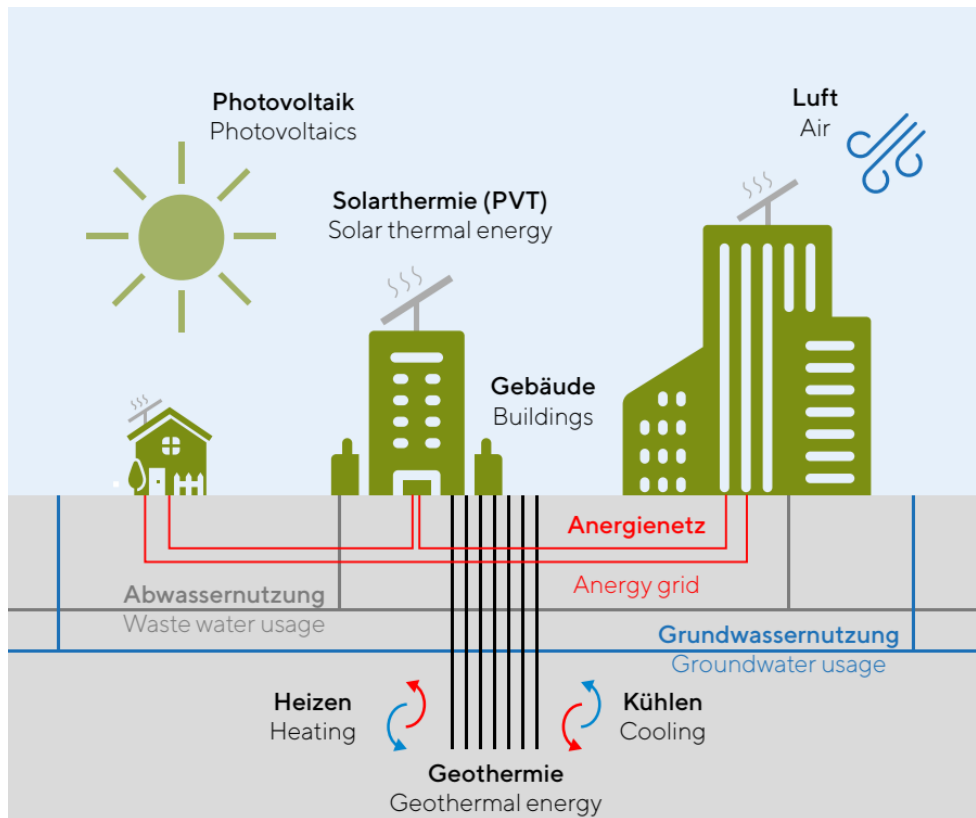 Photovoltaik
Photovoltaics
Luft
Air
Solarthermie (PVT)
Solar thermal energy
Gebäude
Buildings
Anergienetz
Anergy grid
Abwassernutzung
Waste water usage
Grundwassernutzung
Groundwater usage
Heizen
Heating
Kühlen
Cooling
Geothermie
Geothermal energy